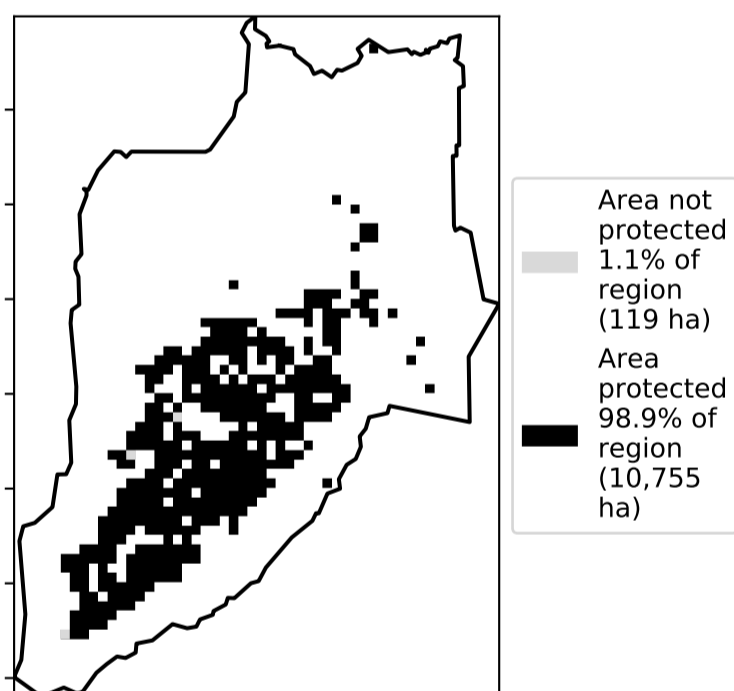 Area not
protected
1.1% of
region
(119 ha)
Area
protected
98.9% of
region
(10,755
ha)